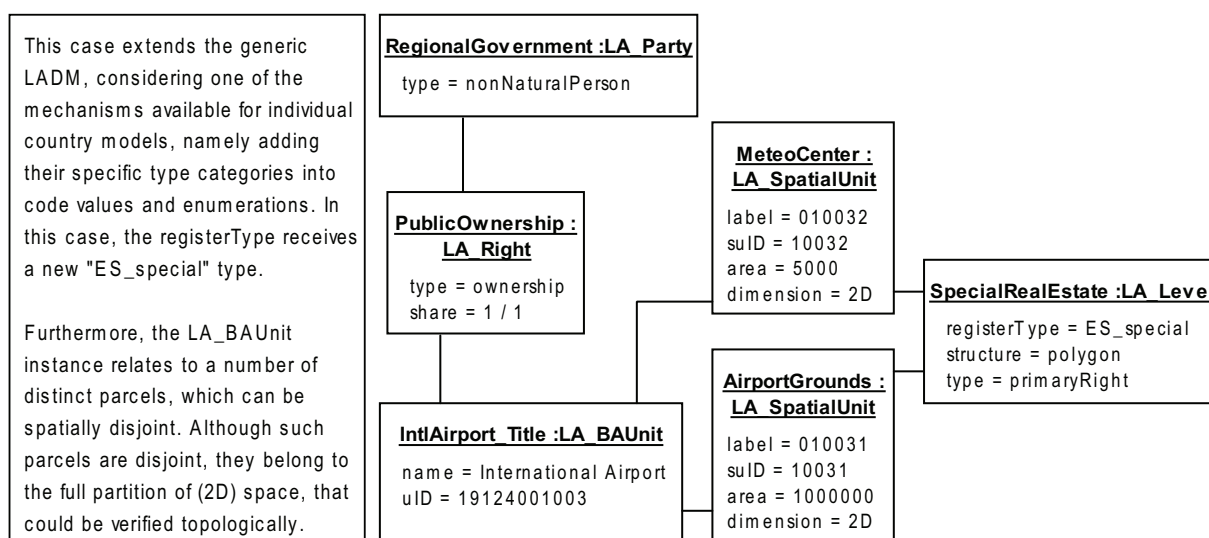 This case extends the generic
LADM, considering one of the
mechanisms available for individual
country models, namely adding
their specific type categories into
code values and enumerations. In
this case, the registerType receives
a new "ES_special" type.
Furthermore, the LA_BAUnit
instance relates to a number of
distinct parcels, which can be
spatially disjoint. Although such
parcels are disjoint, they belong to
the full partition of (2D) space, that
could be verified topologically.
RegionalGovernment :LA_Party
type = nonNaturalPerson
PublicOwnership :
LA_Right
type = ownership
share = 1 / 1
IntlAirport_Title :LA_BAUnit
name = International Airport
uID = 19124001003
MeteoCenter :
LA_SpatialUnit
label = 010032
suID = 10032
area = 5000
dimension = 2D
AirportGrounds :
LA_SpatialUnit
label = 010031
suID = 10031
area = 1000000
dimension = 2D
SpecialRealEstate :LA_Leve
registerType = ES_special
structure = polygon
type = primaryRight